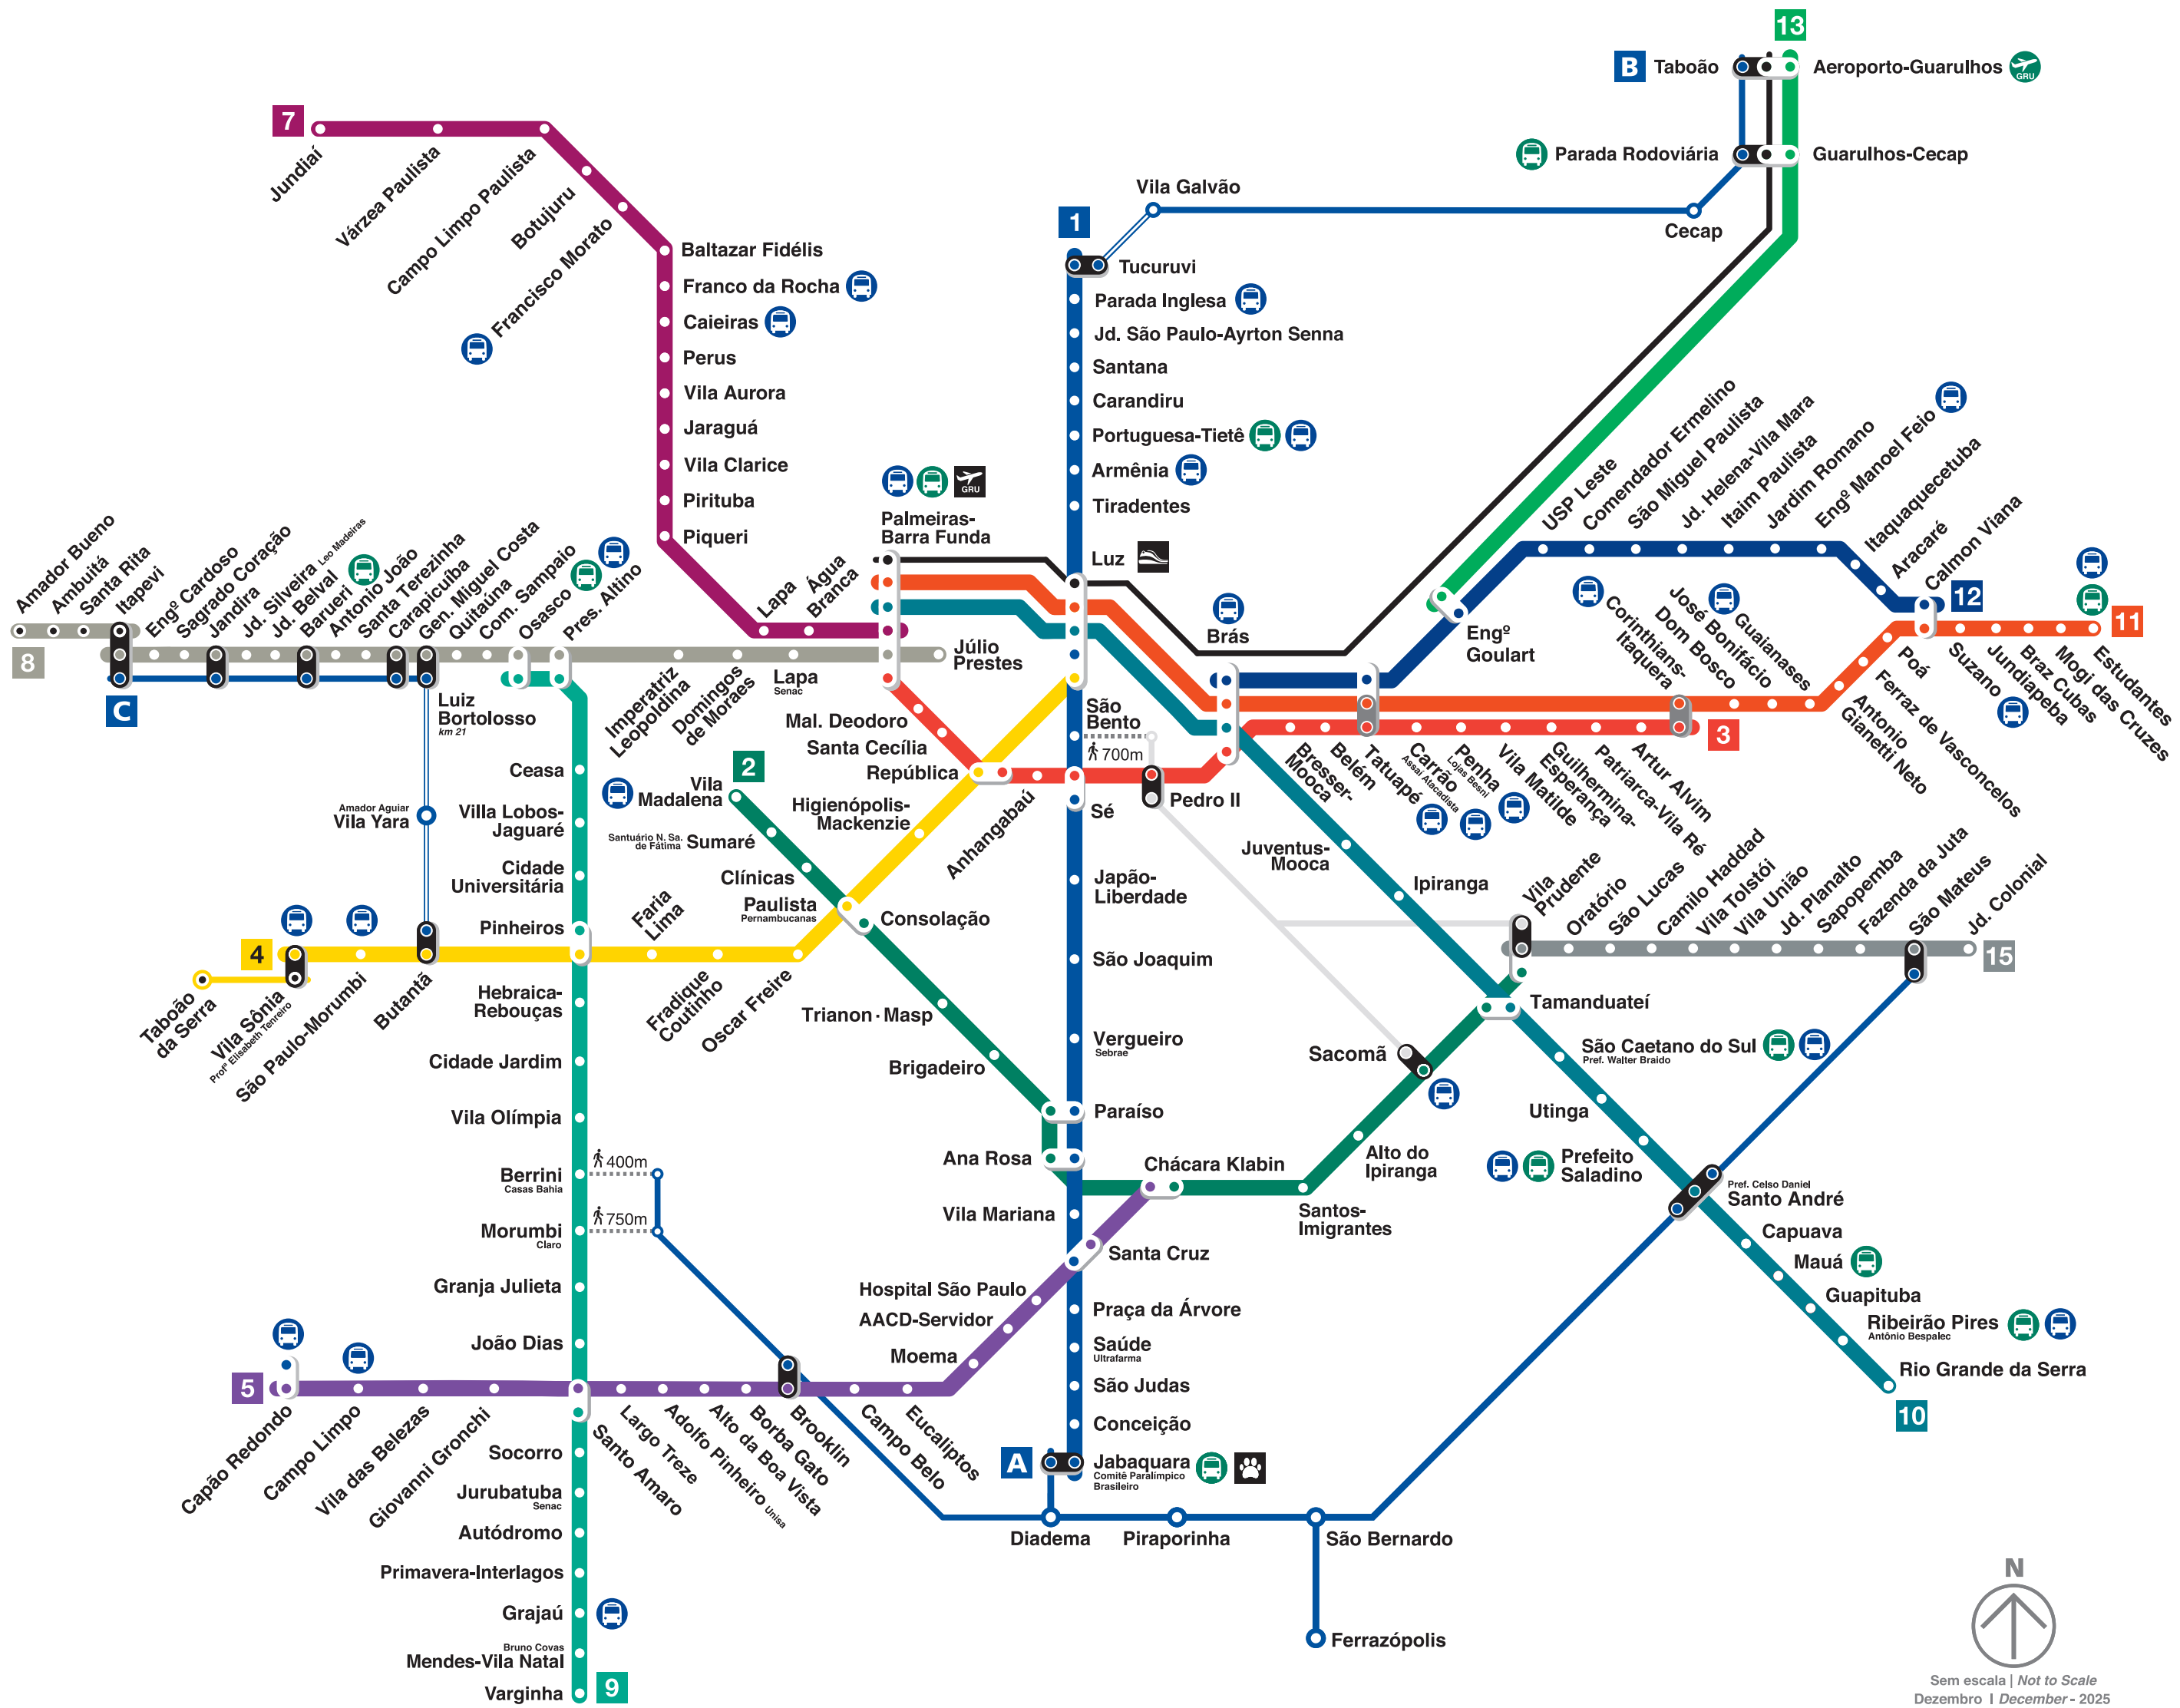 13
B
Taboão
Aeroporto-Guarulhos
GRU
7
Parada Rodoviária
Guarulhos-Cecap
Jundiaí
Várzea Paulista
Campo Limpo Paulista
Botujuru
Francisco Morato
Vila Galvão
Cecap
1
Baltazar Fidélis
Franco da Rocha
Caieiras
Perus
Vila Aurora
Jaraguá
Vila Clarice
Pirituba
Piqueri
Lapa
Água
Branca
Tucuruvi
Parada Inglesa
Jd. São Paulo-Ayrton Senna
Santana
Carandiru
Portuguesa-Tietê
Armênia
Tiradentes
Luz
GRU
Palmeiras-
Barra Funda
USP Leste
Comendador Ermelino
São Miguel Paulista
Jd. Helena-Vila Mara
Itaim Paulista
Jardim Romano
Engº Manoel Feio
Itaquaquecetuba
Aracaré
Calmon Viana
12
11
Engº
Goulart
Brás
Amador Bueno
Ambuitá
Santa Rita
Itapevi
Engº Cardoso
Sagrado Coração
Jandira
Jd. Silveira Leo Madeiras
Jd. Belval
Barueri
Antonio João
Santa Terezinha
Carapicuíba
Gen. Miguel Costa
Quitaúna
Com. Sampaio
Osasco
Pres. Altino
8
C
Imperatriz
Leopoldina
Domingos
de Moraes
Lapa
Senac
Júlio
Prestes
Luiz
Bortolosso
km 21
Mal. Deodoro
Santa Cecília
República
São
Bento
700m
Pedro II
Anhangabaú
Sé
Corinthians-
Itaquera
Dom Bosco
José Bonifácio
Guaianases
Antonio
Gianetti Neto
Ferraz de Vasconcelos
Poá
Suzano
Jundiapeba
Braz Cubas
Mogi das Cruzes
Estudantes
3
Bresser-
Mooca
Belém
Tatuapé
Carrão
Assaí Atacadista
Penha
Lojas Besni
Vila Matilde
Guilhermina-
Esperança
Patriarca-Vila Ré
Artur Alvim
Ceasa
Amador Aguiar
Vila Yara
Villa Lobos-
Jaguaré
Cidade
Universitária
Pinheiros
2
Vila
Madalena
Santuário N. Sa.
de Fátima
Sumaré
Clínicas
Paulista
Pernambucanas
Consolação
Higienópolis-
Mackenzie
Faria
Lima
Fradique
Coutinho
Oscar Freire
4
Taboão
da Serra
Vila Sônia
Profª Elisabeth Tenreiro
São Paulo-Morumbi
Butantã
Hebraica-
Rebouças
Cidade Jardim
Vila Olímpia
Berrini
Casas Bahia
400m
Morumbi
Claro
750m
Granja Julieta
João Dias
Trianon · Masp
Brigadeiro
Japão-
Liberdade
São Joaquim
Vergueiro
Sebrae
Paraíso
Ana Rosa
Vila Mariana
Chácara Klabin
Santa Cruz
Santos-
Imigrantes
Alto do
Ipiranga
Sacomã
Juventus-
Mooca
Ipiranga
Tamanduateí
Vila
Prudente
Oratório
São Lucas
Camilo Haddad
Vila Tolstói
Vila União
Jd. Planalto
Sapopemba
Fazenda da Juta
São Mateus
Jd. Colonial
15
São Caetano do Sul
Pref. Walter Braido
Utinga
Prefeito
Saladino
Pref. Celso Daniel
Santo André
Capuava
Mauá
Guapituba
Ribeirão Pires
Antônio Bespalec
Rio Grande da Serra
10
Hospital São Paulo
AACD-Servidor
Moema
Praça da Árvore
Saúde
Ultrafarma
São Judas
Conceição
A
Jabaquara
Comitê Paralímpico
Brasileiro
5
Capão Redondo
Campo Limpo
Vila das Belezas
Giovanni Gronchi
Santo Amaro
Largo Treze
Adolfo Pinheiro Unisa
Alto da Boa Vista
Borba Gato
Brooklin
Campo Belo
Eucaliptos
Socorro
Jurubatuba
Senac
Autódromo
Primavera-Interlagos
Grajaú
Bruno Covas
Mendes-Vila Natal
Varginha
9
Diadema
Piraporinha
São Bernardo
Ferrazópolis
N
Sem escala | Not to Scale
Dezembro | December - 2025